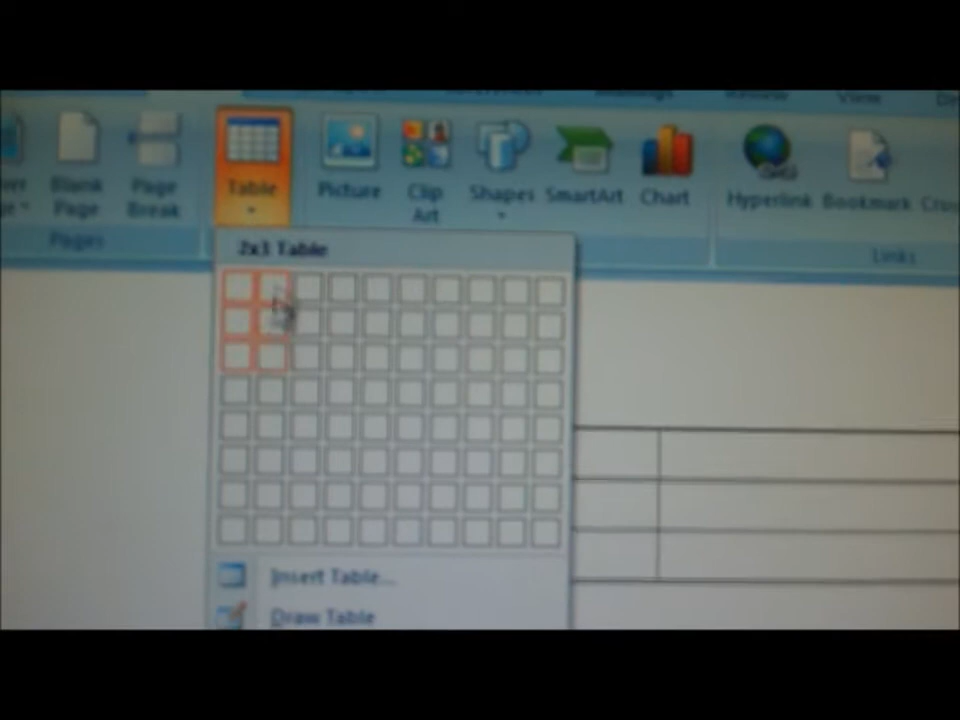 View
Blank Page
Page Break
Table
Picture
Clip Art
Shapes
SmartArt
Chart
Hyperlink
Bookmark
Pages
Links
2x3 Table
Insert Table...
Draw Table